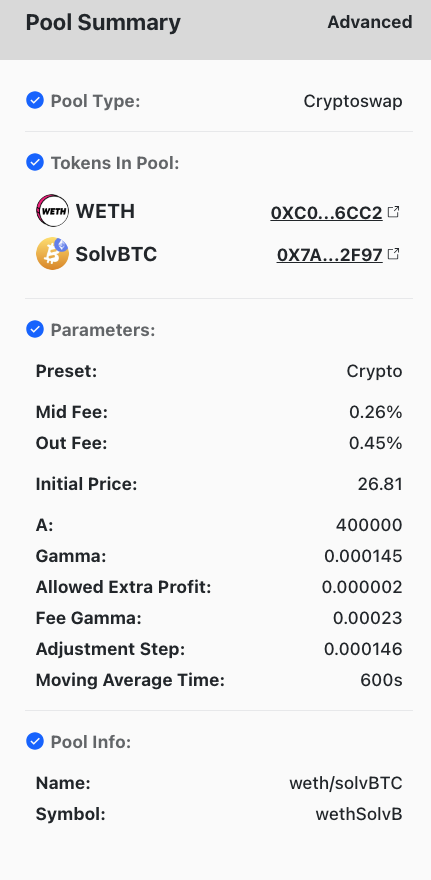 Pool Summary Advanced
Pool Type: Cryptoswap
Tokens In Pool:
WETH WETH 0XC0...6CC2
SolvBTC 0X7A...2F97
Parameters:
Preset: Crypto
Mid Fee: 0.26%
Out Fee: 0.45%
Initial Price: 26.81
A: 400000
Gamma: 0.000145
Allowed Extra Profit: 0.000002
Fee Gamma: 0.00023
Adjustment Step: 0.000146
Moving Average Time: 600s
Pool Info:
Name: weth/solvBTC
Symbol: wethSolvB